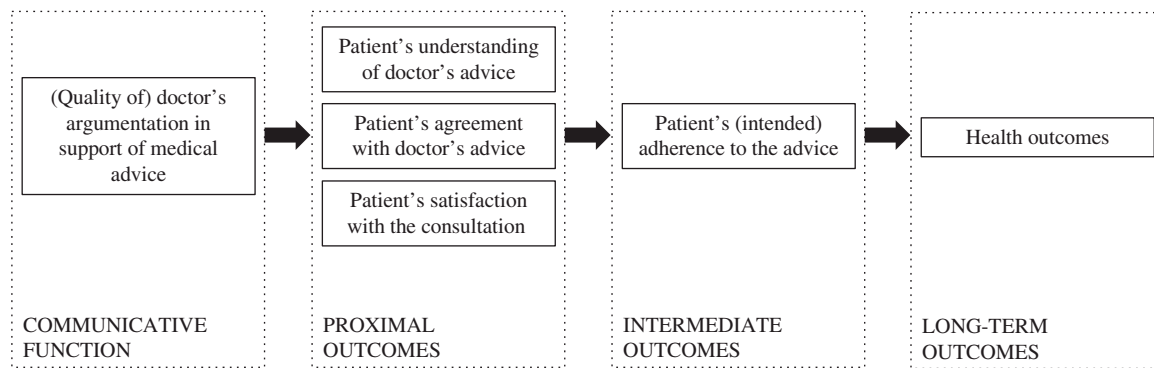 (Quality of) doctor's
argumentation in
support of medical
advice
COMMUNICATIVE
FUNCTION
Patient's understanding
of doctor's advice
Patient's agreement
with doctor's advice
Patient's satisfaction
with the consultation
PROXIMAL
OUTCOMES
Patient's (intended)
adherence to the advice
INTERMEDIATE
OUTCOMES
Health outcomes
LONG-TERM
OUTCOMES